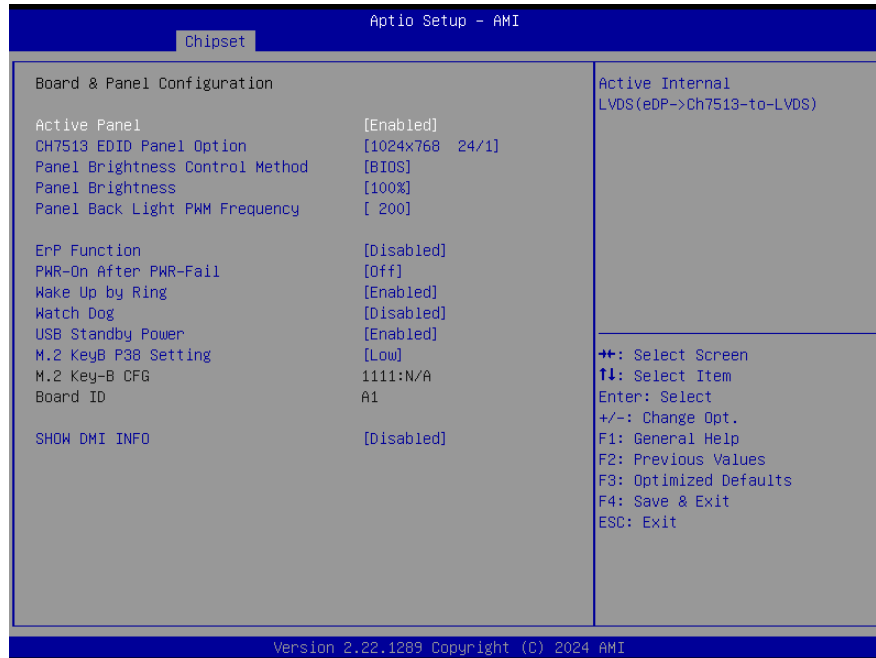 Aptio Setup - AMI
Chipset
Board & Panel Configuration
Active Panel [Enabled]
CH7513 EDID Panel Option [1024x768 24/1]
Panel Brightness Control Method [BIOS]
Panel Brightness [100%]
Panel Back Light PWM Frequency [ 200]
ErP Function [Disabled]
PWR-On After PWR-Fail [Off]
Wake Up by Ring [Enabled]
Watch Dog [Disabled]
USB Standby Power [Enabled]
M.2 KeyB P38 Setting [Low]
M.2 Key-B CFG 1111:N/A
Board ID A1
SHOW DMI INFO [Disabled]
Active Internal
LVDS(eDP->Ch7513-to-LVDS)
→←: Select Screen
↑↓: Select Item
Enter: Select
+/-: Change Opt.
F1: General Help
F2: Previous Values
F3: Optimized Defaults
F4: Save & Exit
ESC: Exit
Version 2.22.1289 Copyright (C) 2024 AMI